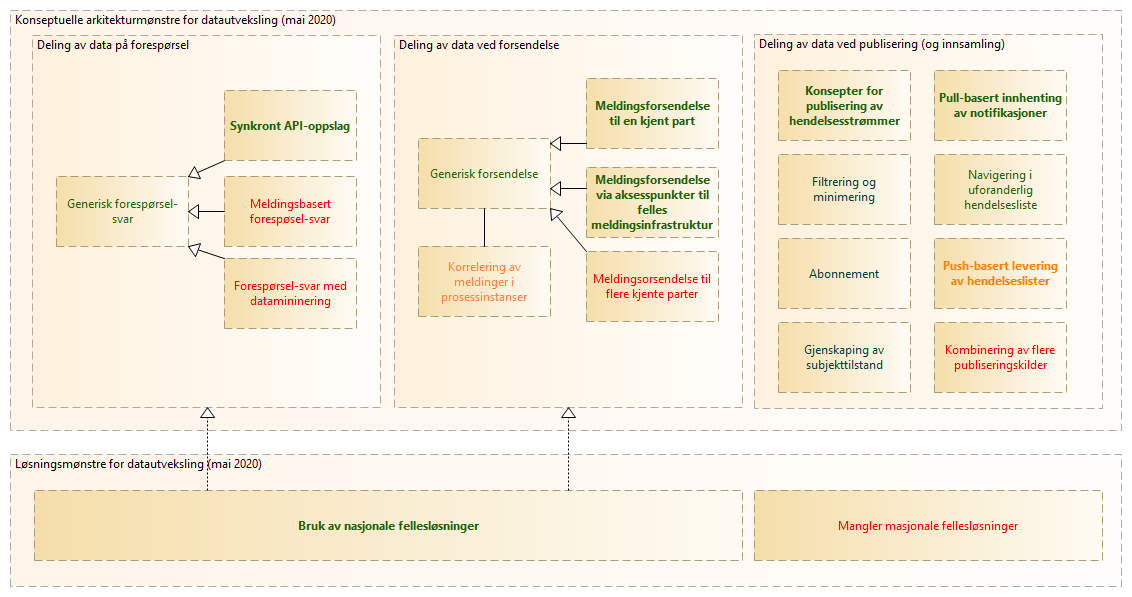 Konseptuelle arkitekturmønstre for datautveksling (mai 2020)
Deling av data på forespørsel
Synkront API-oppslag
Generisk forespørsel-
svar
Meldingsbasert
forespøsel-svar
Forespørsel-svar med
dataminering
Deling av data ved forsendelse
Meldingsforsendelse
til en kjent part
Generisk forsendelse
Meldingsforsendelse
via aksesspunkter til
felles
meldingsinfrastruktur
Korrelering av
meldinger i
prosessinstanser
Meldingsorsendelse til
flere kjente parter
Deling av data ved publisering (og innsamling)
Konsepter for
publisering av
hendelsesstrømmer
Pull-basert innhenting
av notifikasjoner
Filtrering og
minimering
Navigering i
uforanderlig
hendelsesliste
Abonnement
Push-basert levering
av hendelseslister
Gjenskaping av
subjekttilstand
Kombinering av flere
publiseringskilder
Løsningsmønstre for datautveksling (mai 2020)
Bruk av nasjonale fellesløsninger
Mangler masjonale fellesløsninger